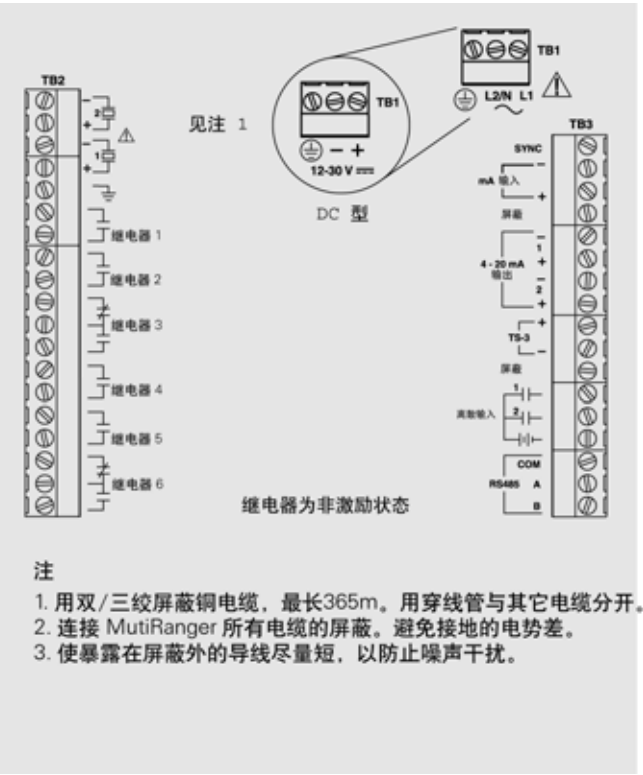 TB1
L2/N L1
TB1
12-30 V
DC 型
见注 1
TB2
- 2 +
- 1 +
继电器 1
继电器 2
继电器 3
继电器 4
继电器 5
继电器 6
TB3
SYNC
-
mA 输入
+
屏蔽
-
1
+
4 - 20 mA
输出
-
2
+
+
TS-3
-
屏蔽
1
离散输入
2
COM
RS485 A
B
继电器为非激励状态
注
1. 用双/三绞屏蔽铜电缆，最长365m。用穿线管与其它电缆分开。
2. 连接 MutiRanger 所有电缆的屏蔽。避免接地的电势差。
3. 使暴露在屏蔽外的导线尽量短，以防止噪声干扰。